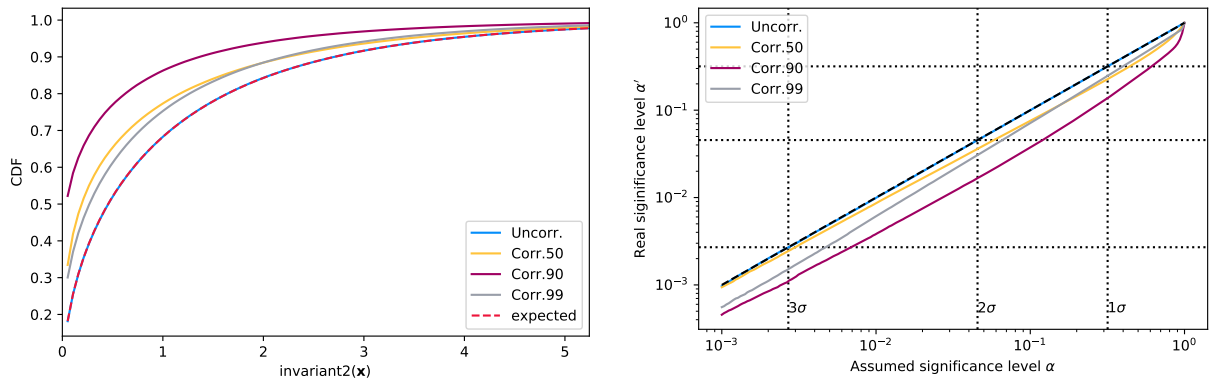 1.0
0.9
0.8
0.7
0.6
0.5
0.4
0.3
0.2
CDF
0 1 2 3 4 5
invariant2(x)
Uncorr.
Corr.50
Corr.90
Corr.99
expected
10⁰
10⁻¹
10⁻²
10⁻³
Real siginificance level α′
Uncorr.
Corr.50
Corr.90
Corr.99
3σ 2σ 1σ
10⁻³ 10⁻² 10⁻¹ 10⁰
Assumed significance level α